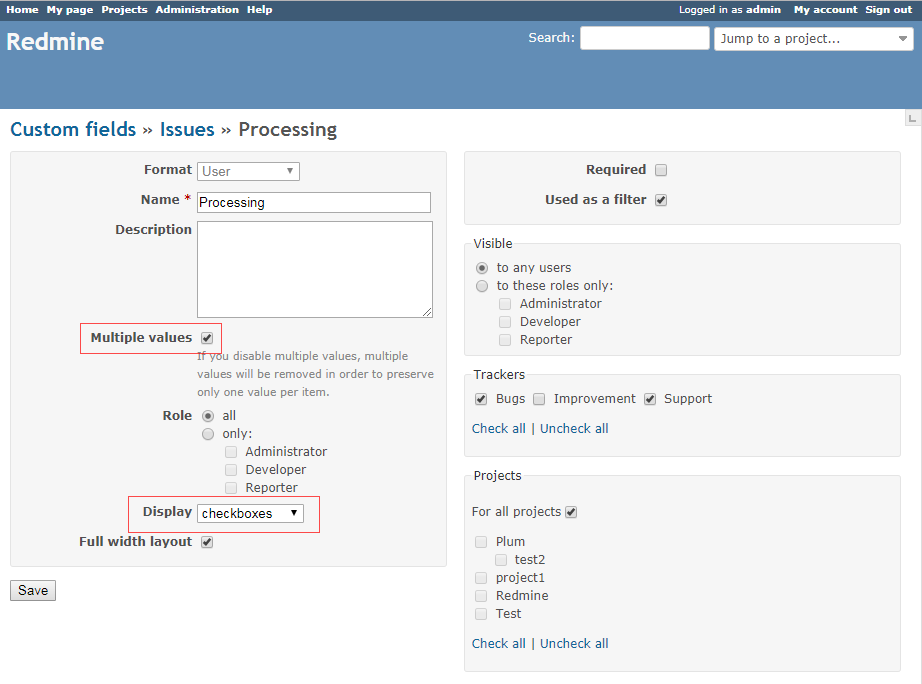 Home My page Projects Administration Help
Logged in as admin My account Sign out
Redmine
Search:
Jump to a project...
Custom fields » Issues » Processing
Format User
Name * Processing
Description
Multiple values
If you disable multiple values, multiple
values will be removed in order to preserve
only one value per item.
Role all
only:
Administrator
Developer
Reporter
Display checkboxes
Full width layout
Save
Required
Used as a filter
Visible
to any users
to these roles only:
Administrator
Developer
Reporter
Trackers
Bugs Improvement Support
Check all | Uncheck all
Projects
For all projects
Plum
test2
project1
Redmine
Test
Check all | Uncheck all